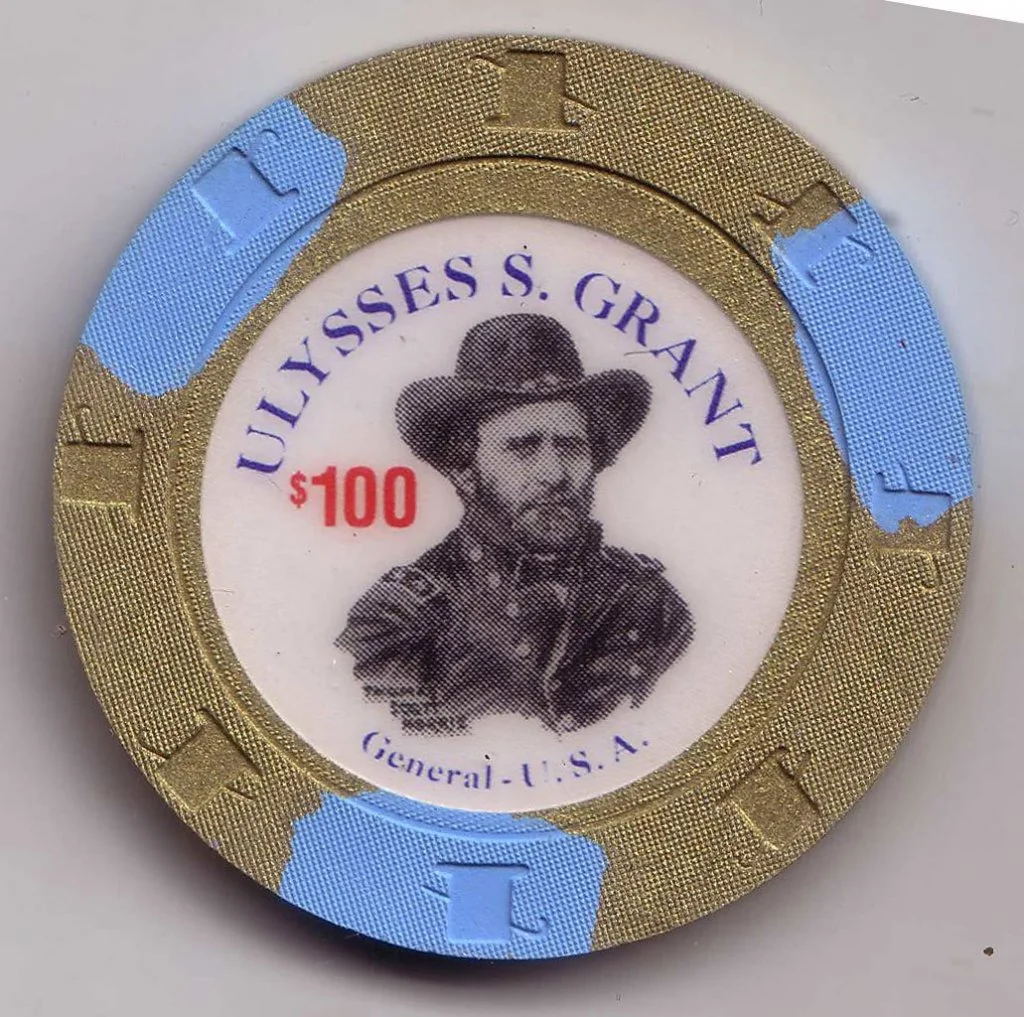 ULYSSES S. GRANT
$100
General - U. S. A.